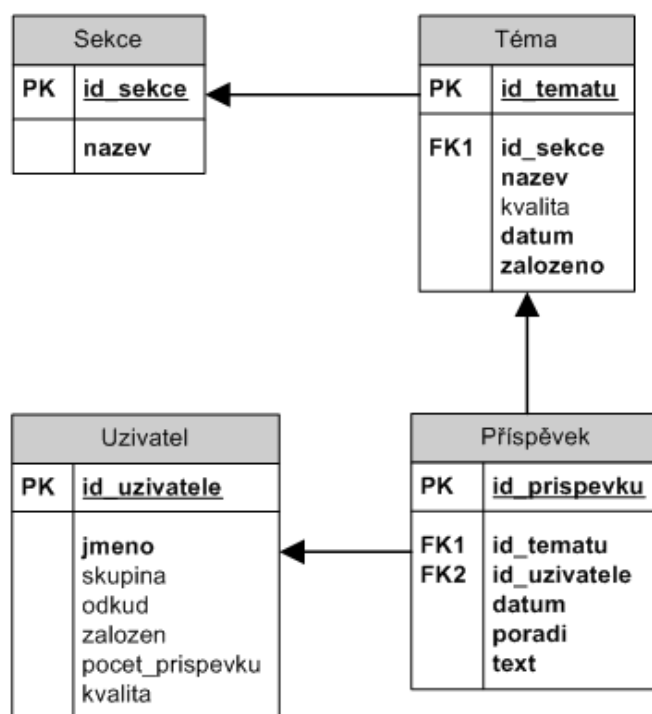 Sekce
PK id_sekce
nazev
Téma
PK id_tematu
FK1 id_sekce
nazev
kvalita
datum
zalozeno
Uzivatel
PK id_uzivatele
jmeno
skupina
odkud
zalozen
pocet_prispevku
kvalita
Příspěvek
PK id_prispevku
FK1 id_tematu
FK2 id_uzivatele
datum
poradi
text